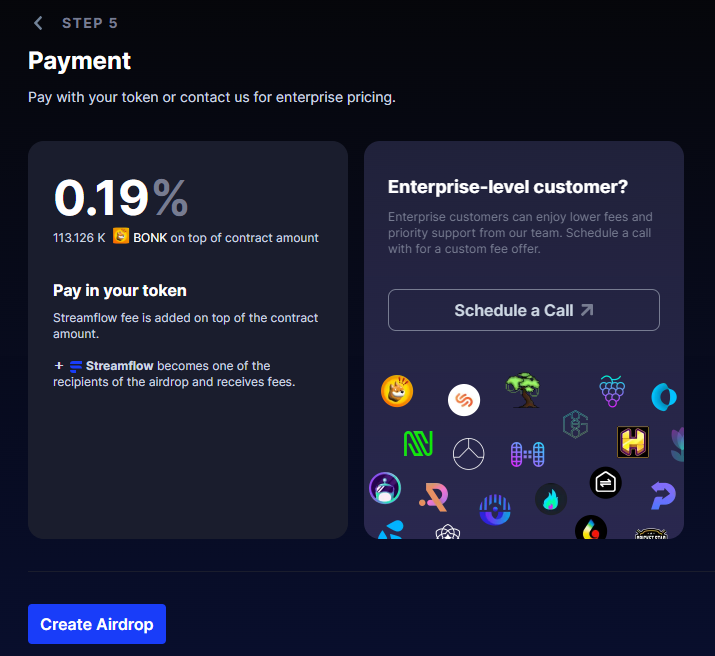 STEP 5
Payment
Pay with your token or contact us for enterprise pricing.
0.19%
113.126 K BONK on top of contract amount
Pay in your token
Streamflow fee is added on top of the contract
amount.
+ Streamflow becomes one of the
recipients of the airdrop and receives fees.
Enterprise-level customer?
Enterprise customers can enjoy lower fees and
priority support from our team. Schedule a call
with for a custom fee offer.
Schedule a Call
Create Airdrop